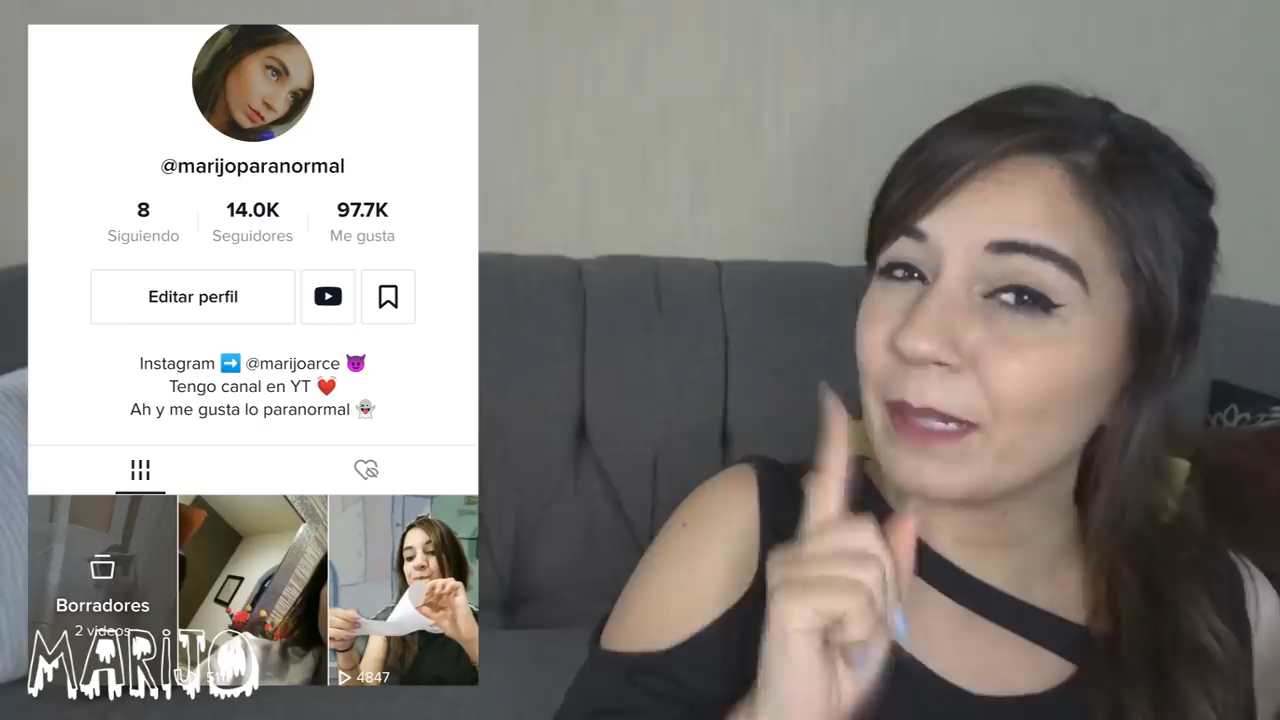 @marijoparanormal
8 14.0K 97.7K
Siguiendo Seguidores Me gusta
Editar perfil
Instagram ➡️ @marijoarce 😈
Tengo canal en YT ❤️
Ah y me gusta lo paranormal 👻
Borradores
2 videos
4847
MARIJO